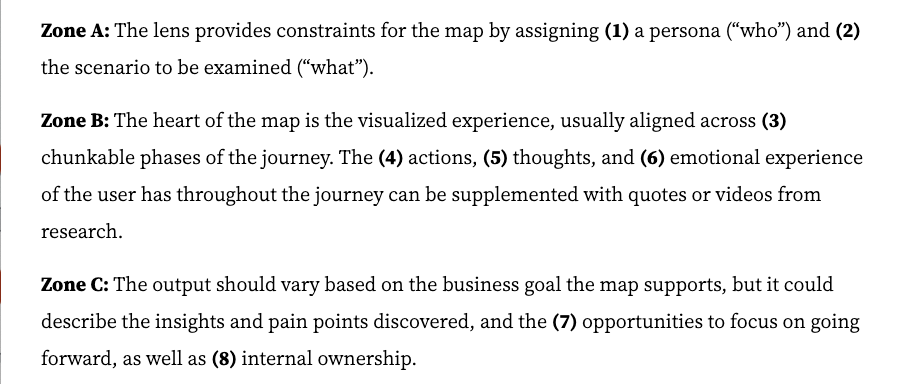 Zone A: The lens provides constraints for the map by assigning (1) a persona (“who”) and (2)
the scenario to be examined (“what”).
Zone B: The heart of the map is the visualized experience, usually aligned across (3)
chunkable phases of the journey. The (4) actions, (5) thoughts, and (6) emotional experience
of the user has throughout the journey can be supplemented with quotes or videos from
research.
Zone C: The output should vary based on the business goal the map supports, but it could
describe the insights and pain points discovered, and the (7) opportunities to focus on going
forward, as well as (8) internal ownership.